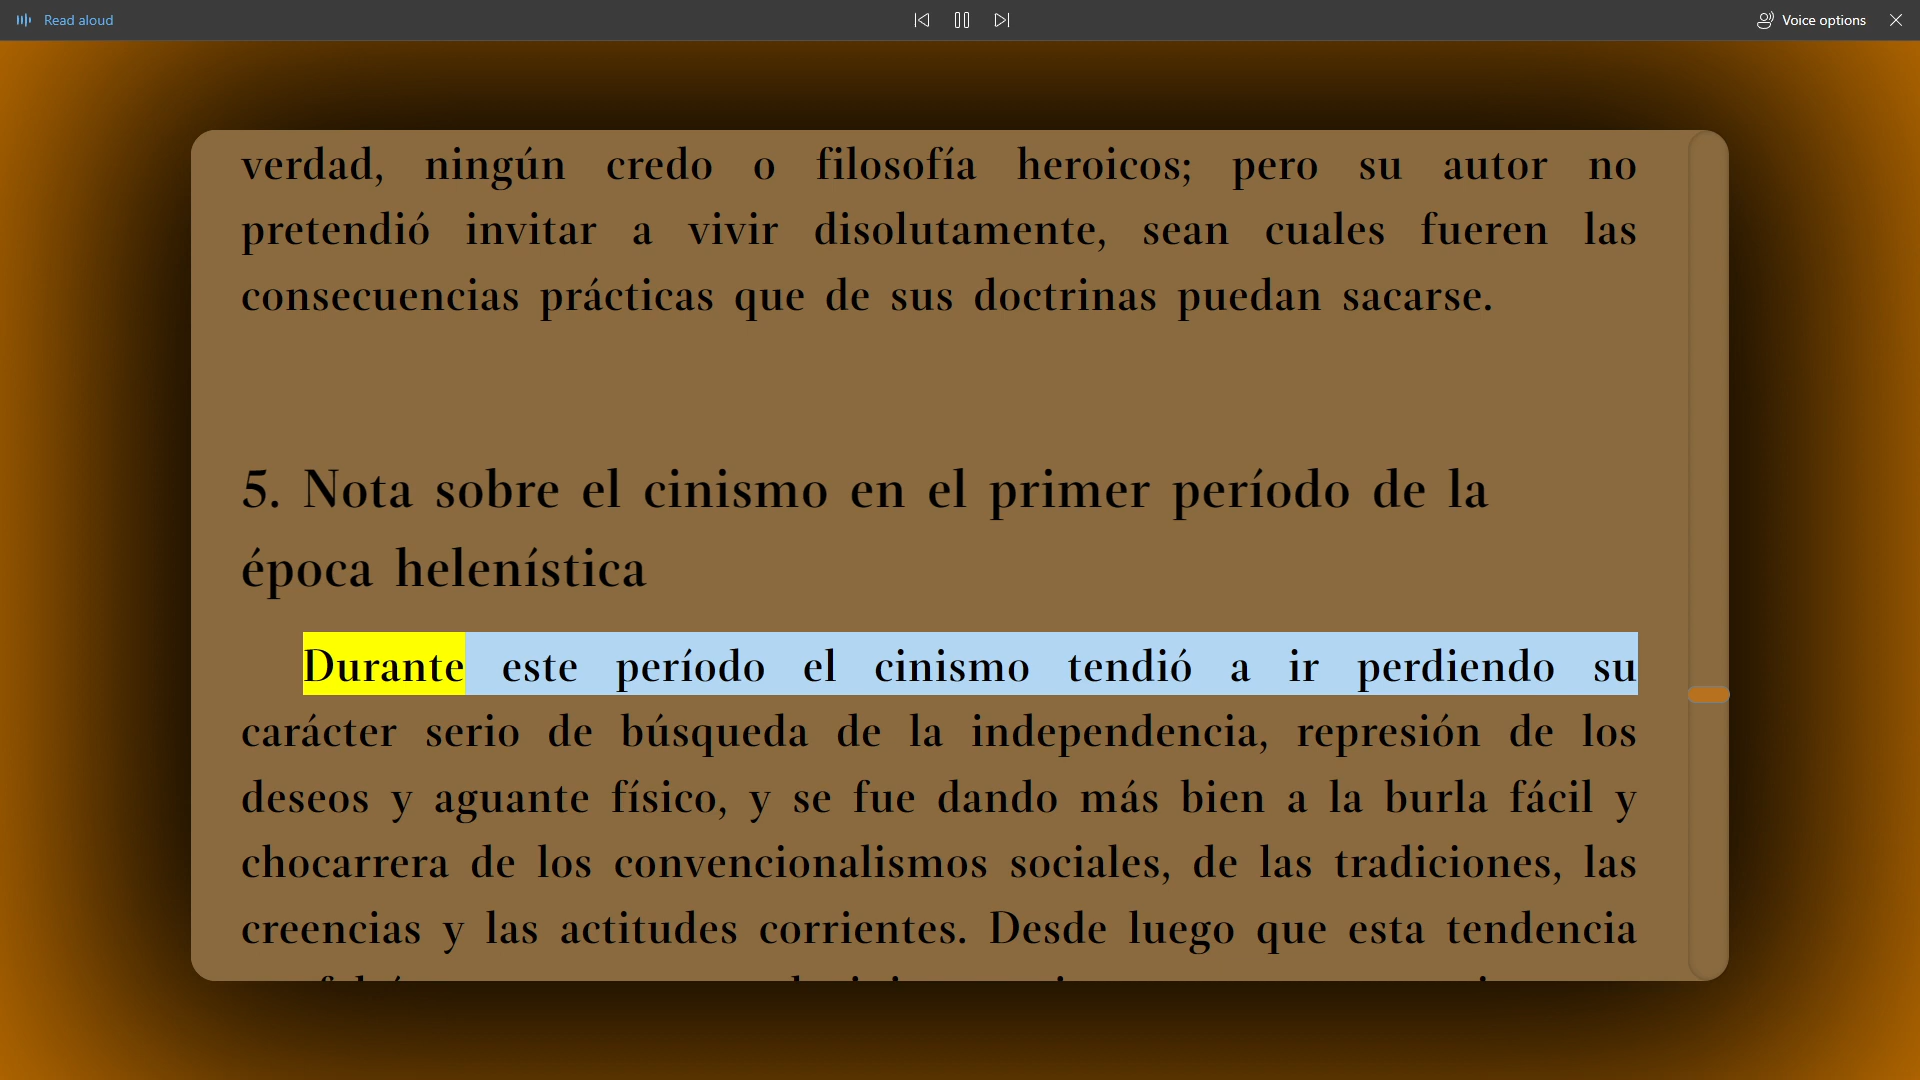 Read aloud
Voice options
verdad, ningún credo o filosofía heroicos; pero su autor no
pretendió invitar a vivir disolutamente, sean cuales fueren las
consecuencias prácticas que de sus doctrinas puedan sacarse.
5. Nota sobre el cinismo en el primer período de la
época helenística
Durante este período el cinismo tendió a ir perdiendo su
carácter serio de búsqueda de la independencia, represión de los
deseos y aguante físico, y se fue dando más bien a la burla fácil y
chocarrera de los convencionalismos sociales, de las tradiciones, las
creencias y las actitudes corrientes. Desde luego que esta tendencia